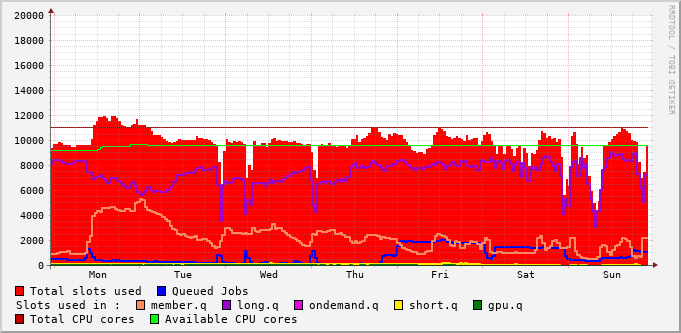 RRDTOOL / TOBI OETIKER
20000
18000
16000
14000
12000
10000
8000
6000
4000
2000
0
Mon Tue Wed Thu Fri Sat Sun
Total slots used Queued Jobs
Slots used in : member.q long.q ondemand.q short.q gpu.q
Total CPU cores Available CPU cores